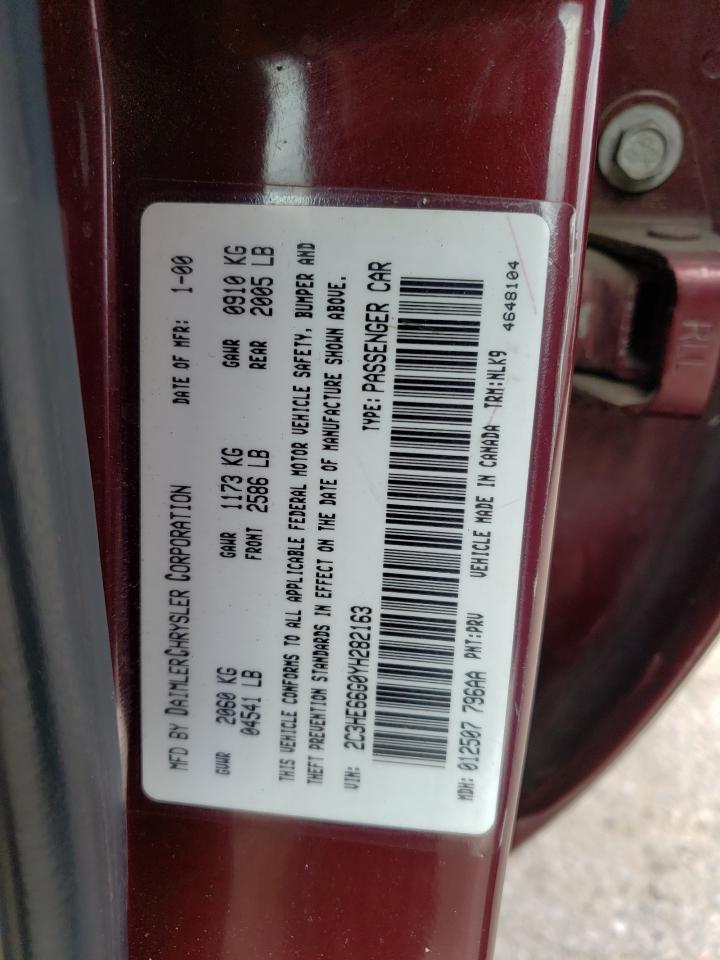 MFD BY DAIMLERCHRYSLER CORPORATION DATE OF MFR: 1-00
GVWR 2060 KG GAWR 1173 KG GAWR 0910 KG
04541 LB FRONT 2586 LB REAR 2005 LB
THIS VEHICLE CONFORMS TO ALL APPLICABLE FEDERAL MOTOR VEHICLE SAFETY, BUMPER AND
THEFT PREVENTION STANDARDS IN EFFECT ON THE DATE OF MANUFACTURE SHOWN ABOVE.
VIN: 2C3HE66G0YH282163 TYPE: PASSENGER CAR
MDH: 012507 796AA PNT:PRV VEHICLE MADE IN CANADA TRM:NLK9
4648104